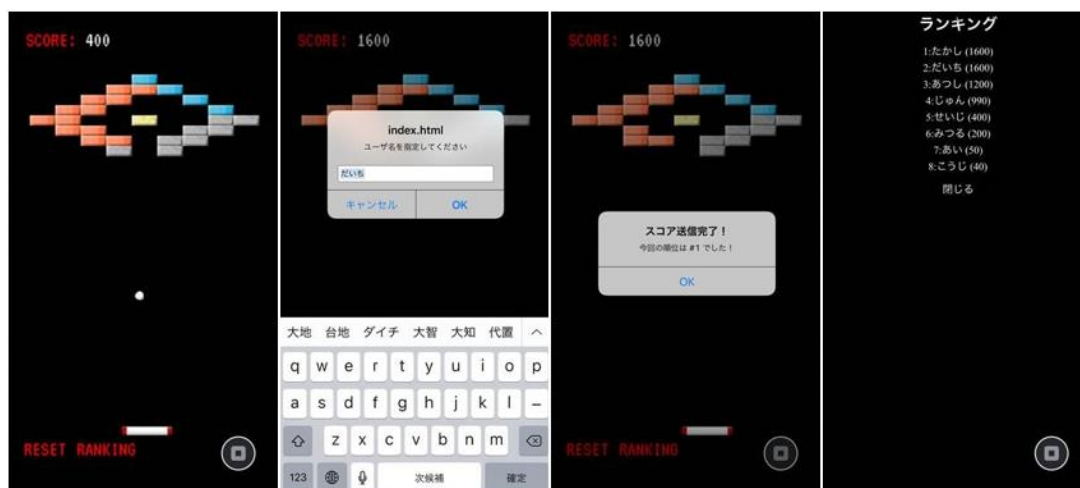 SCORE: 400
RESET RANKING
SCORE: 1600
index.html
ユーザ名を指定してください
だいち
キャンセル OK
大地 台地 ダイチ 大智 大知 代置
q w e r t y u i o p
a s d f g h j k l ー
z x c v b n m
123 次候補 確定
SCORE: 1600
スコア送信完了!
今回の順位は #1 でした!
OK
RESET RANKING
ランキング
1:たかし (1600)
2:だいち (1600)
3:あつし (1200)
4:じゅん (990)
5:せいじ (400)
6:みつる (200)
7:あい (50)
8:こうじ (40)
閉じる